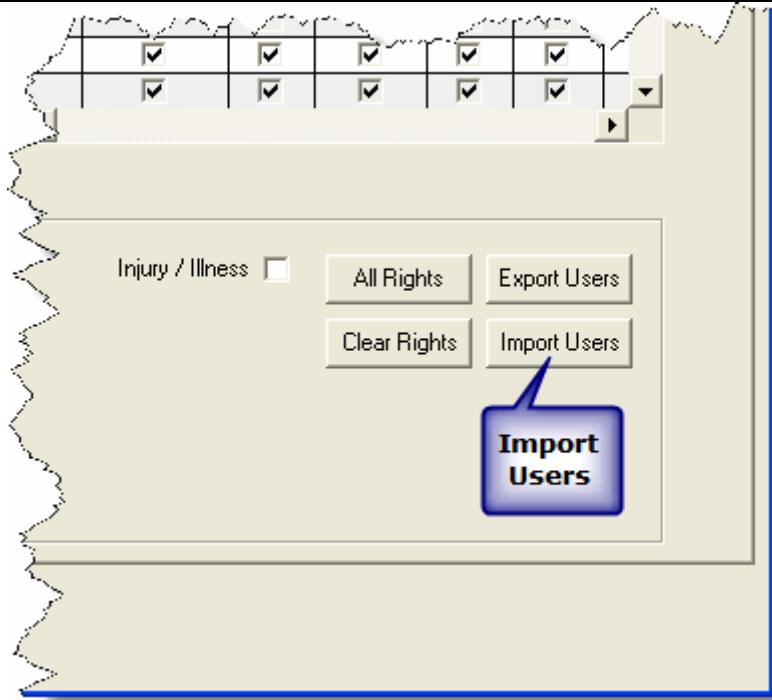 Injury / Illness
All Rights
Export Users
Clear Rights
Import Users
Import
Users